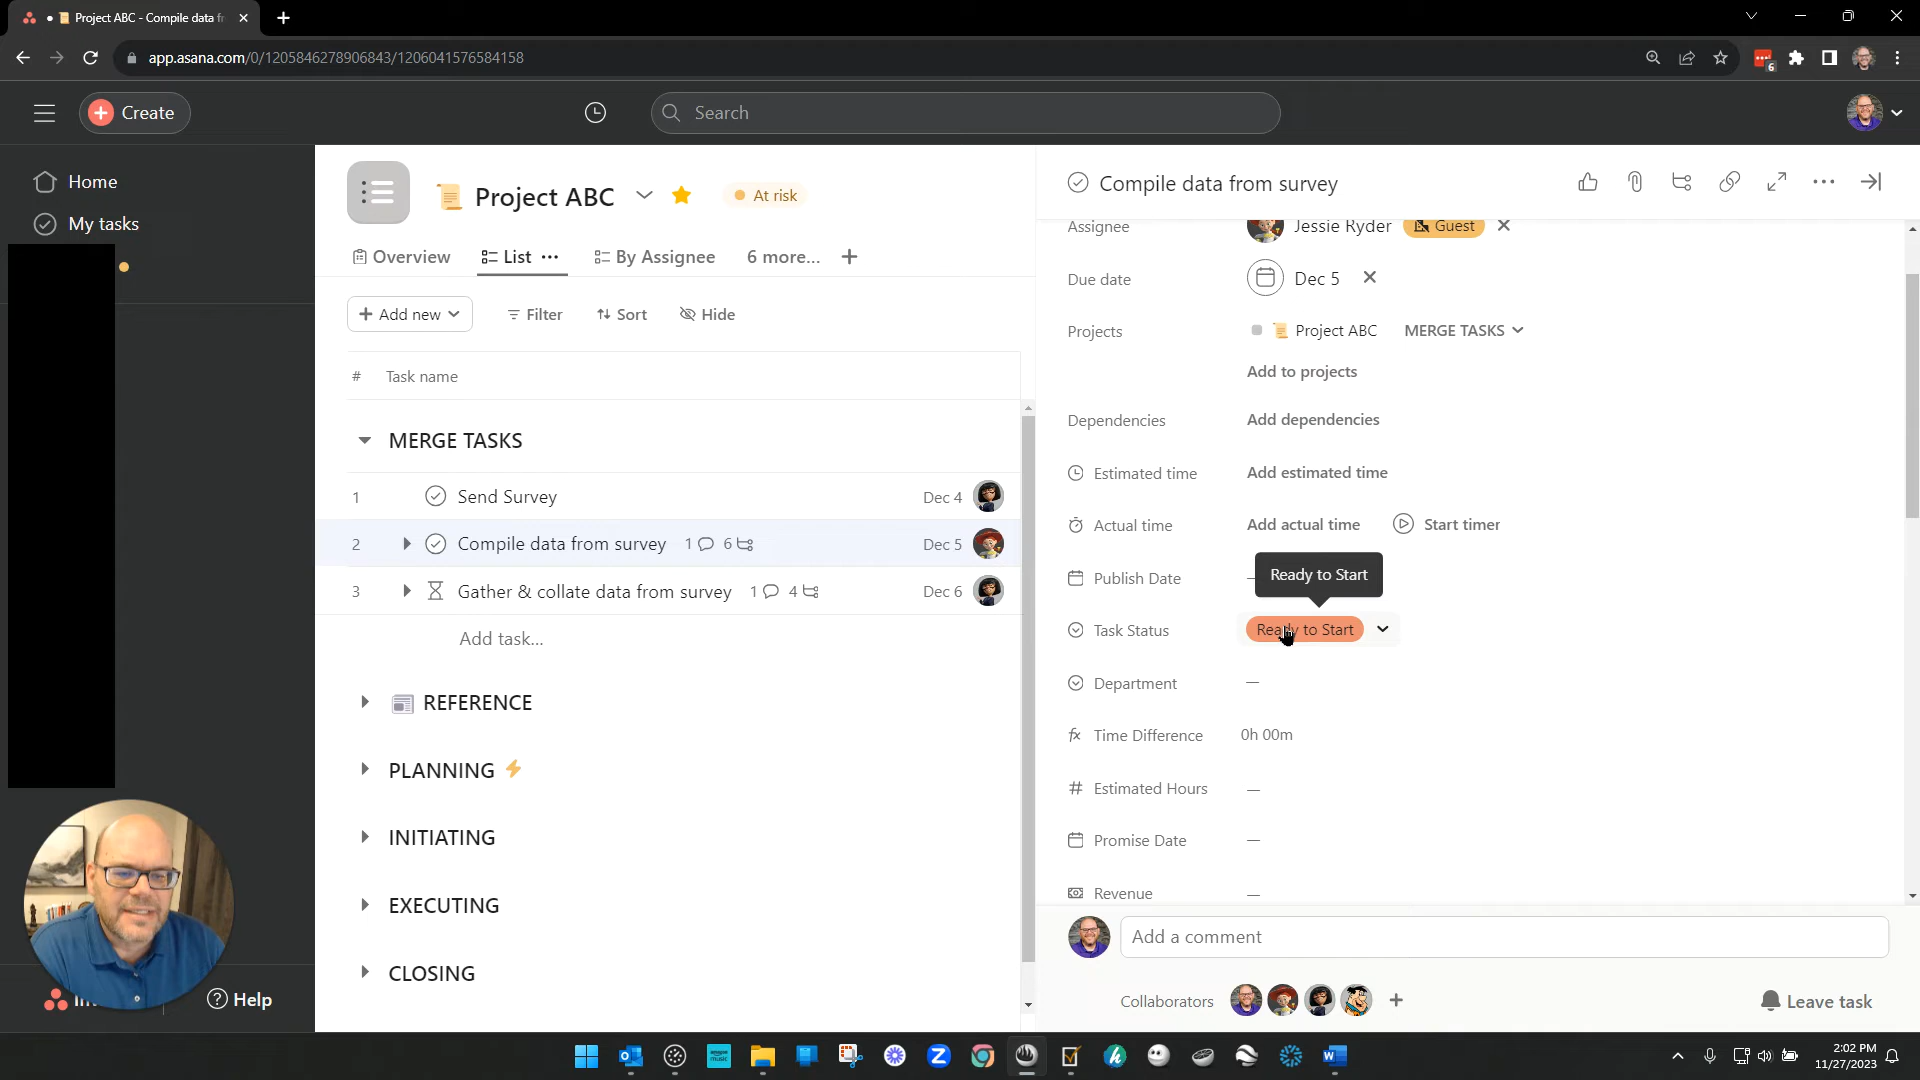 Project ABC - Compile data fr
app.asana.com/0/1205846278906843/1206041576584158
6
Create
Search
Home
My tasks
Help
Project ABC
At risk
Overview
List
By Assignee
6 more...
Add new
Filter
Sort
Hide
# Task name
MERGE TASKS
1 Send Survey Dec 4
2 Compile data from survey 1 6 Dec 5
3 Gather & collate data from survey 1 4 Dec 6
Add task...
REFERENCE
PLANNING
INITIATING
EXECUTING
CLOSING
Compile data from survey
Assignee Jessie Ryder Guest
Due date Dec 5
Projects Project ABC MERGE TASKS
Add to projects
Dependencies Add dependencies
Estimated time Add estimated time
Actual time Add actual time Start timer
Ready to Start
Publish Date —
Task Status Ready to Start
Department —
fx Time Difference 0h 00m
# Estimated Hours —
Promise Date —
Revenue —
Add a comment
Collaborators
Leave task
amazon music
2:02 PM
11/27/2023